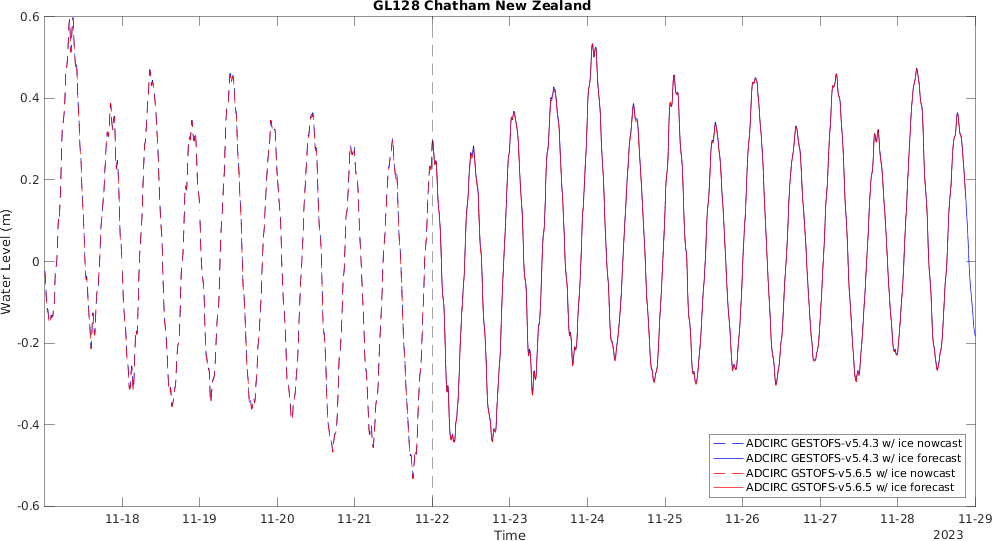 GL128 Chatham New Zealand
0.6
0.4
0.2
0
-0.2
-0.4
-0.6
Water Level (m)
ADCIRC GESTOFS-v5.4.3 w/ ice nowcast
ADCIRC GESTOFS-v5.4.3 w/ ice forecast
ADCIRC GSTOFS-v5.6.5 w/ ice nowcast
ADCIRC GSTOFS-v5.6.5 w/ ice forecast
11-18 11-19 11-20 11-21 11-22 11-23 11-24 11-25 11-26 11-27 11-28 11-29
Time
2023